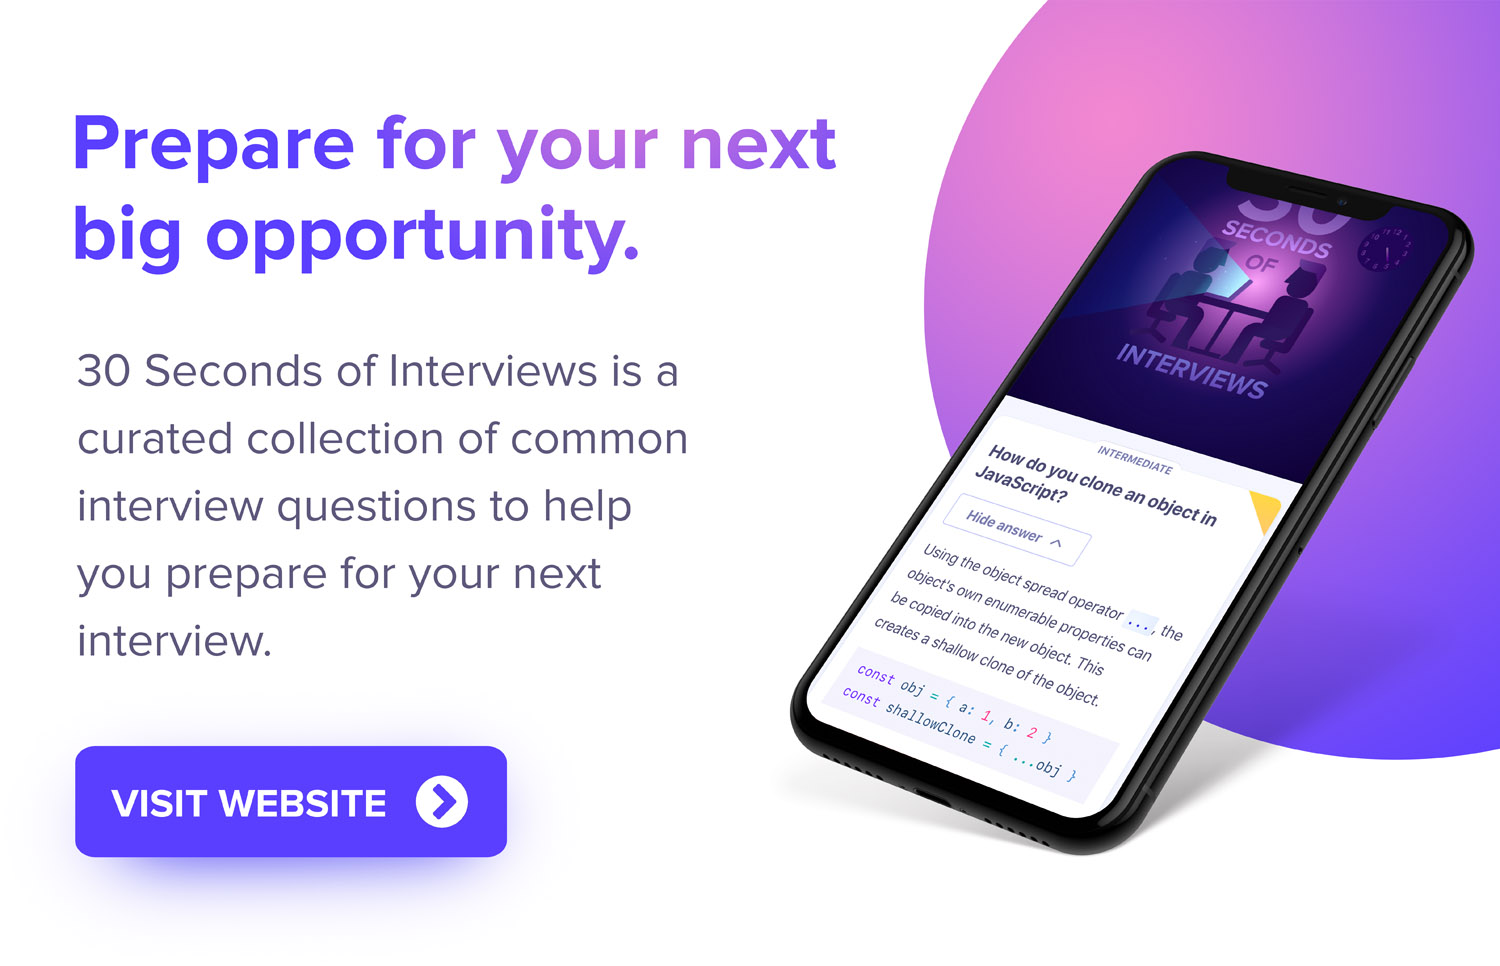 Prepare for your next
big opportunity.
30 Seconds of Interviews is a
curated collection of common
interview questions to help
you prepare for your next
interview.
VISIT WEBSITE
30
SECONDS
OF
INTERVIEWS
INTERMEDIATE
How do you clone an object in
JavaScript?
Hide answer
Using the object spread operator ..., the
object's own enumerable properties can
be copied into the new object. This
creates a shallow clone of the object.
const obj = { a: 1, b: 2 }
const shallowClone = { ...obj }